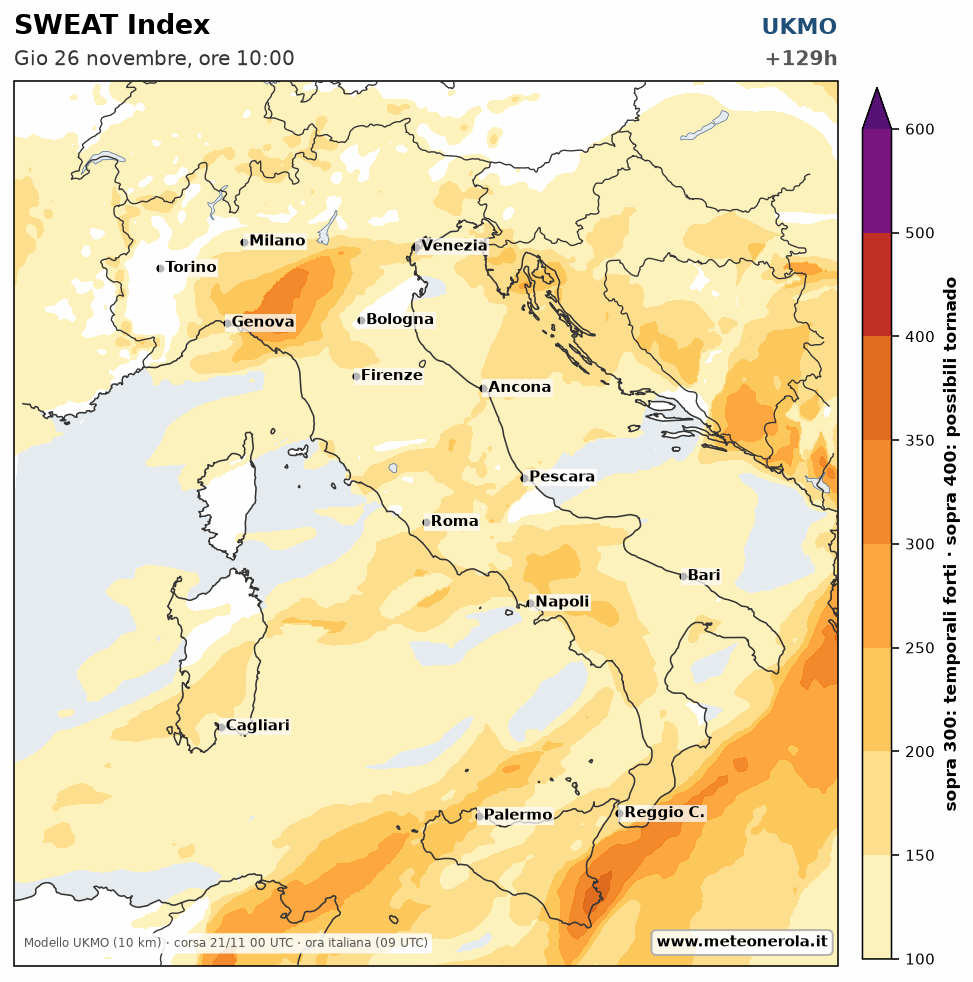 SWEAT Index
UKMO
Gio 26 novembre, ore 10:00
+129h
600
500
400
350
300
250
200
150
100
sopra 300: temporali forti · sopra 400: possibili tornado
Milano
Venezia
Torino
Genova
Bologna
Firenze
Ancona
Pescara
Roma
Bari
Napoli
Cagliari
Palermo
Reggio C.
Modello UKMO (10 km) · corsa 21/11 00 UTC · ora italiana (09 UTC)
www.meteonerola.it